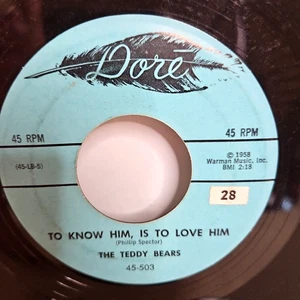 Doré
45 RPM
45 RPM
(45-LB-5)
© 1958
Warman Music, Inc.
BMI 2:18
28
TO KNOW HIM, IS TO LOVE HIM
(Phillip Spector)
THE TEDDY BEARS
45-503